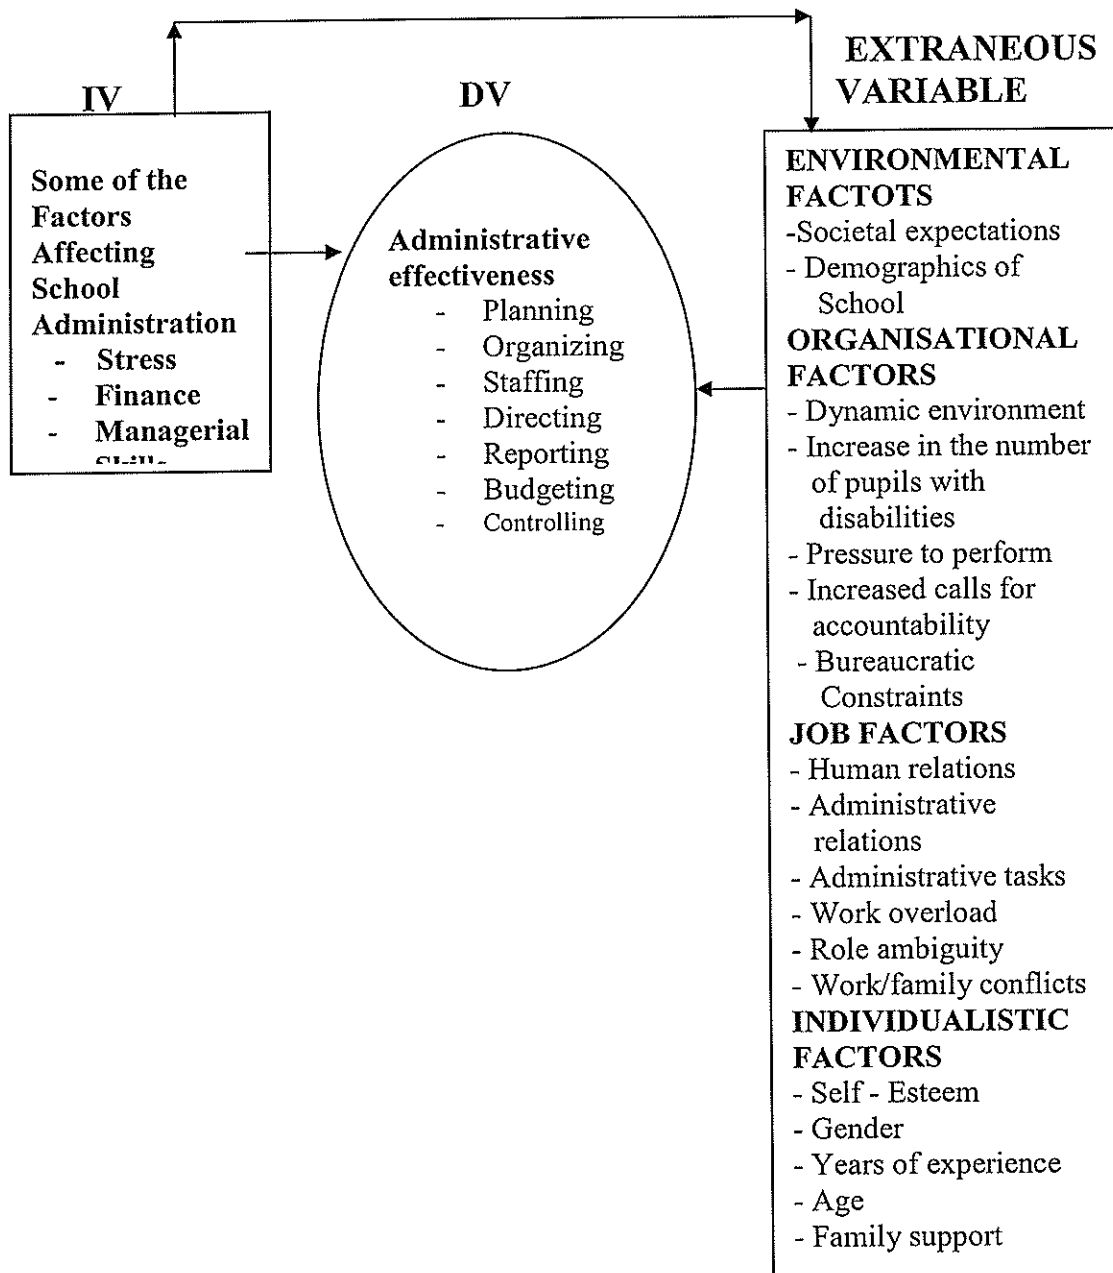 IV
Some of the
Factors
Affecting
School
Administration
- Stress
- Finance
- Managerial
DV
Administrative
effectiveness
- Planning
- Organizing
- Staffing
- Directing
- Reporting
- Budgeting
- Controlling
EXTRANEOUS
VARIABLE
ENVIRONMENTAL
FACTOTS
-Societal expectations
- Demographics of
School
ORGANISATIONAL
FACTORS
- Dynamic environment
- Increase in the number
of pupils with
disabilities
- Pressure to perform
- Increased calls for
accountability
- Bureaucratic
Constraints
JOB FACTORS
- Human relations
- Administrative
relations
- Administrative tasks
- Work overload
- Role ambiguity
- Work/family conflicts
INDIVIDUALISTIC
FACTORS
- Self - Esteem
- Gender
- Years of experience
- Age
- Family support